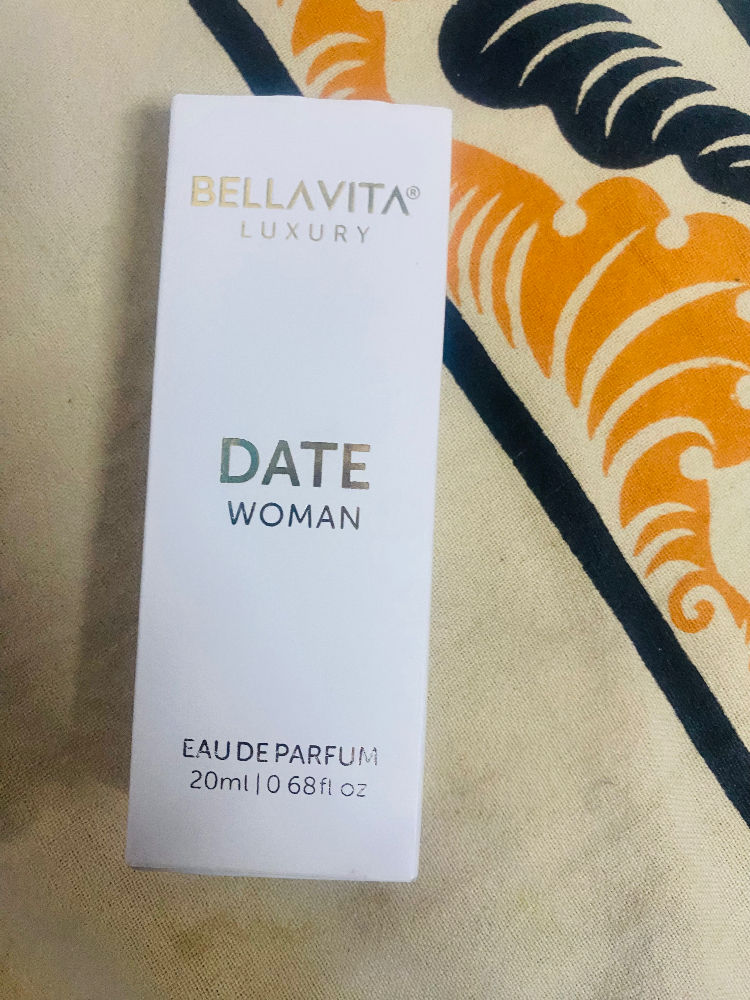 BELLAVITA®
LUXURY
DATE
WOMAN
EAU DE PARFUM
20ml | 0 68fl oz